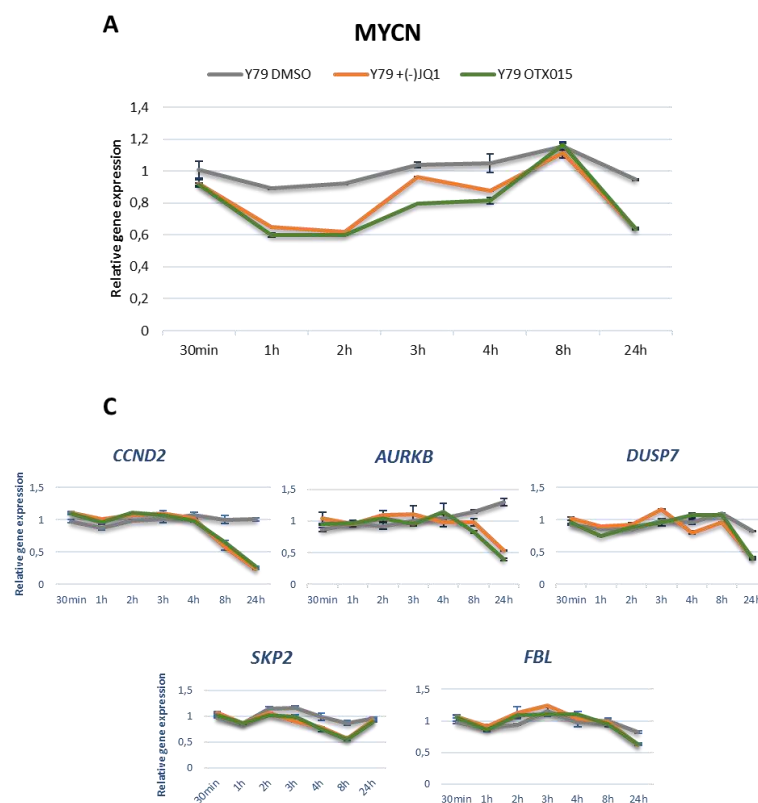 A
MYCN
Y79 DMSO Y79 +(-)JQ1 Y79 OTX015
Relative gene expression
1,4
1,2
1
0,8
0,6
0,4
0,2
0
30min 1h 2h 3h 4h 8h 24h
C
CCND2 AURKB DUSP7
Relative gene expression
1,5 1,5 1,5
1 1 1
0,5 0,5 0,5
0 0 0
30min 1h 2h 3h 4h 8h 24h 30min 1h 2h 3h 4h 8h 24h 30min 1h 2h 3h 4h 8h 24h
SKP2 FBL
Relative gene expression
1,5 1,5
1 1
0,5 0,5
0 0
30min 1h 2h 3h 4h 8h 24h 30min 1h 2h 3h 4h 8h 24h